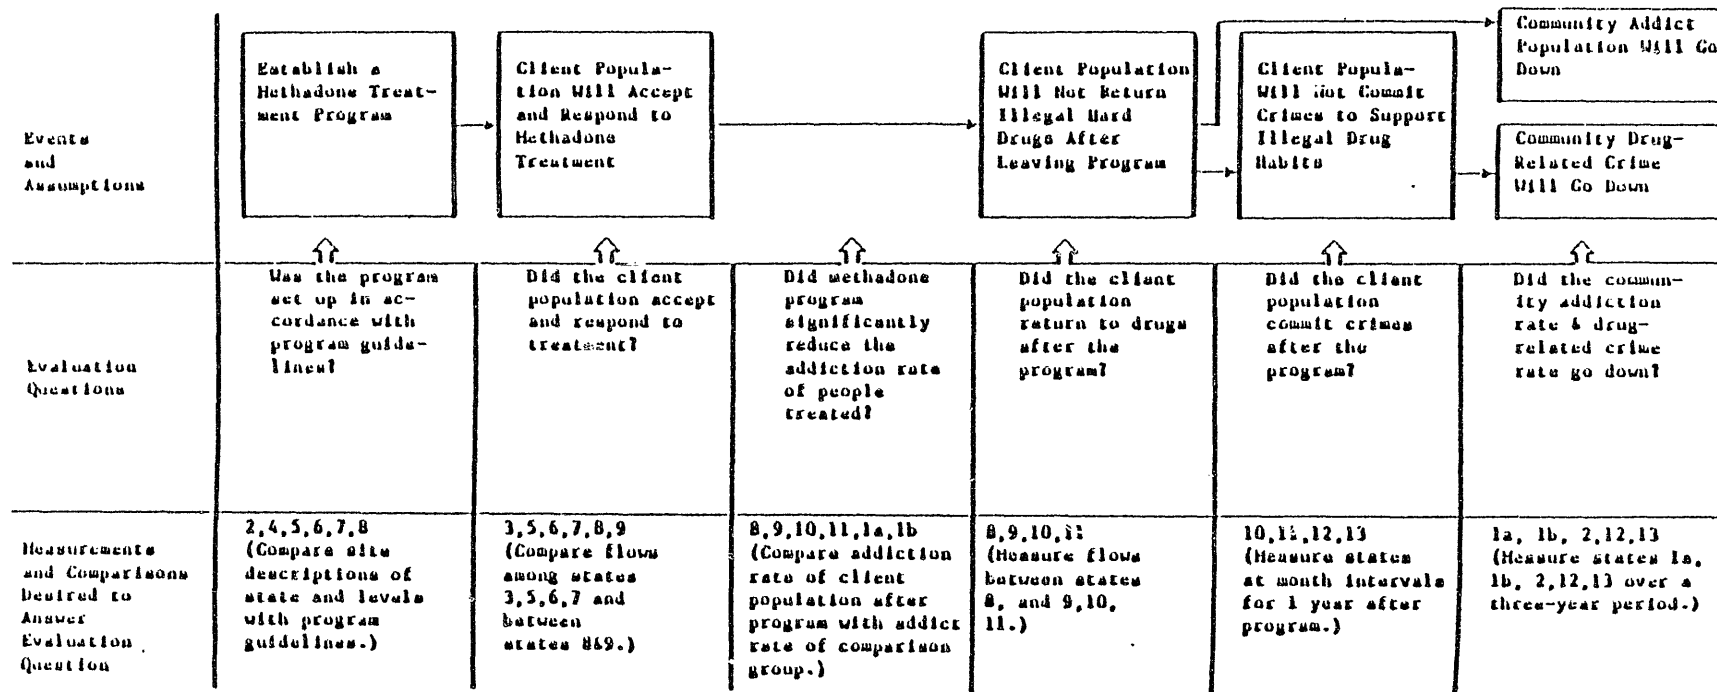 Events
and
Assumptions
Establish a
Methadone Treat-
ment Program
Client Popula-
tion Will Accept
and Respond to
Methadone
Treatment
Client Population
Will Not Return
Illegal Hard
Drugs After
Leaving Program
Client Popula-
Will Not Commit
Crimes to Support
Illegal Drug
Habits
Community Addict
Population Will Go
Down
Community Drug-
Related Crime
Will Go Down
Evaluation
Questions
Was the program
set up in ac-
cordance with
program guide-
lines?
Did the client
population accept
and respond to
treatment?
Did methadone
program
significantly
reduce the
addiction rate
of people
treated?
Did the client
population
return to drugs
after the
program?
Did the client
population
commit crimes
after the
program?
Did the commun-
ity addiction
rate & drug-
related crime
rate go down?
Measurements
and Comparisons
Desired to
Answer
Evaluation
Question
2,4,5,6,7,8
(Compare site
descriptions of
state and levels
with program
guidelines.)
3,5,6,7,8,9
(Compare flows
among states
3,5,6,7 and
between
states 8&9.)
8,9,10,11,1a,1b
(Compare addiction
rate of client
population after
program with addict
rate of comparison
group.)
8,9,10,11
(Measure flows
between states
8, and 9,10,
11.)
10,11,12,13
(Measure states
at month intervals
for 1 year after
program.)
1a, 1b, 2,12,13
(Measure states 1a,
1b, 2,12,13 over a
three-year period.)